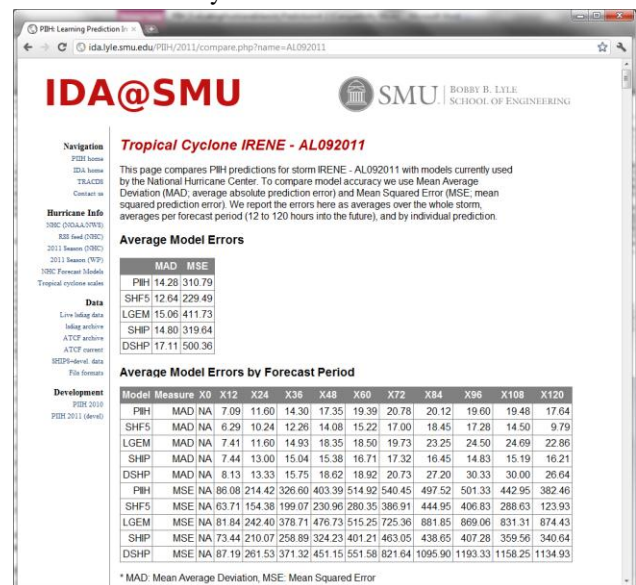 PIIH: Learning Prediction In
ida.lyle.smu.edu/PIIH/2011/compare.php?name=AL092011
IDA@SMU
SMU. BOBBY B. LYLE
SCHOOL OF ENGINEERING
Navigation
PIIH home
IDA home
TRACDS
Contact us
Hurricane Info
NHC (NOAA/NWS)
RSS feed (NHC)
2011 Season (NHC)
2011 Season (WP)
NHC Forecast Models
Tropical cyclone scales
Data
Live lsdiag data
lsdiag archive
ATCF archive
ATCF current
SHIPS-devel. data
File formats
Development
PIIH 2010
PIIH 2011 (devel)
Tropical Cyclone IRENE - AL092011
This page compares PIIH predictions for storm IRENE - AL092011 with models currently used
by the National Hurricane Center. To compare model accuracy we use Mean Average
Deviation (MAD; average absolute prediction error) and Mean Squared Error (MSE; mean
squared prediction error). We report the errors here as averages over the whole storm,
averages per forecast period (12 to 120 hours into the future), and by individual prediction.
Average Model Errors
MAD MSE
PIIH 14.28 310.79
SHF5 12.64 229.49
LGEM 15.06 411.73
SHIP 14.80 319.64
DSHP 17.11 500.36
Average Model Errors by Forecast Period
Model Measure X0 X12 X24 X36 X48 X60 X72 X84 X96 X108 X120
PIIH MAD NA 7.09 11.60 14.30 17.35 19.39 20.78 20.12 19.60 19.48 17.64
SHF5 MAD NA 6.29 10.24 12.26 14.08 15.22 17.00 18.45 17.28 14.50 9.79
LGEM MAD NA 7.41 11.60 14.93 18.35 18.50 19.73 23.25 24.50 24.69 22.86
SHIP MAD NA 7.44 13.00 15.04 15.38 16.71 17.32 16.45 14.83 15.19 16.21
DSHP MAD NA 8.13 13.33 15.75 18.62 18.92 20.73 27.20 30.33 30.00 26.64
PIIH MSE NA 86.08 214.42 326.60 403.39 514.92 540.45 497.52 501.33 442.95 382.46
SHF5 MSE NA 63.71 154.38 199.07 230.96 280.35 386.91 444.95 406.83 288.63 123.93
LGEM MSE NA 81.84 242.40 378.71 476.73 515.25 725.36 881.85 869.06 831.31 874.43
SHIP MSE NA 73.44 210.07 258.89 324.23 401.21 463.05 438.65 407.28 359.56 340.64
DSHP MSE NA 87.19 261.53 371.32 451.15 551.58 821.64 1095.90 1193.33 1158.25 1134.93
* MAD: Mean Average Deviation, MSE: Mean Squared Error